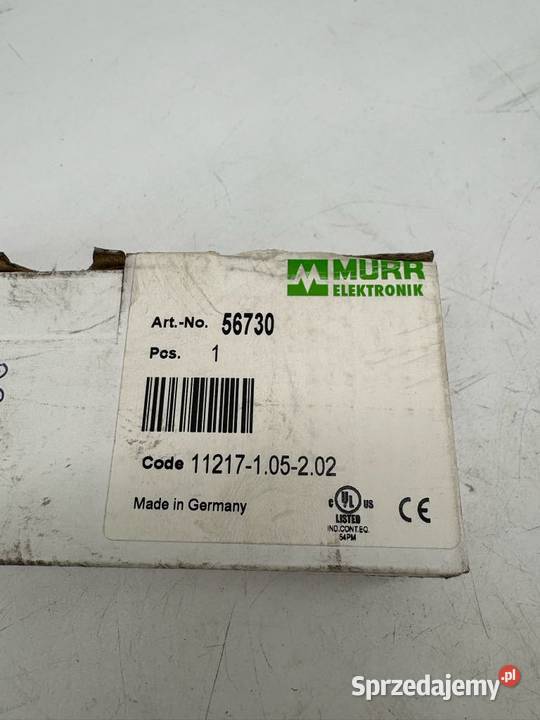 MURR
ELEKTRONIK
Art.-No. 56730
Pcs. 1
Code 11217-1.05-2.02
Made in Germany
C UL US
LISTED
IND.CONT.EQ.
54PM
CE
Sprzedajemy.pl